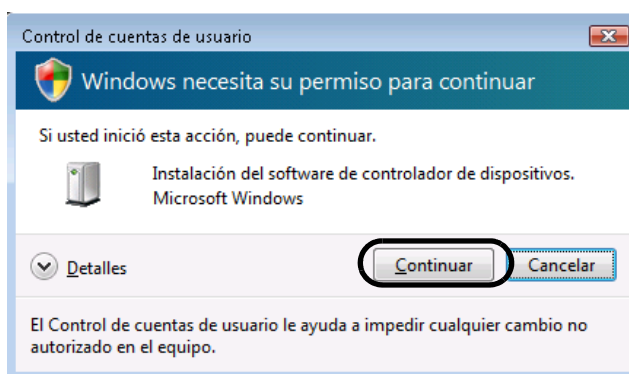 Control de cuentas de usuario
Windows necesita su permiso para continuar
Si usted inició esta acción, puede continuar.
Instalación del software de controlador de dispositivos.
Microsoft Windows
Detalles
Continuar
Cancelar
El Control de cuentas de usuario le ayuda a impedir cualquier cambio no
autorizado en el equipo.